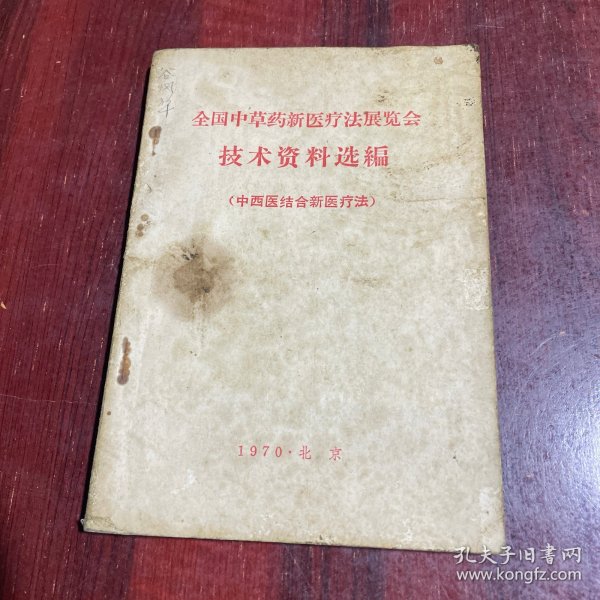 全国中草药新医疗法展览会
技术资料选编
(中西医结合新医疗法)
1970·北 京
孔夫子旧书网
www.kongfz.com